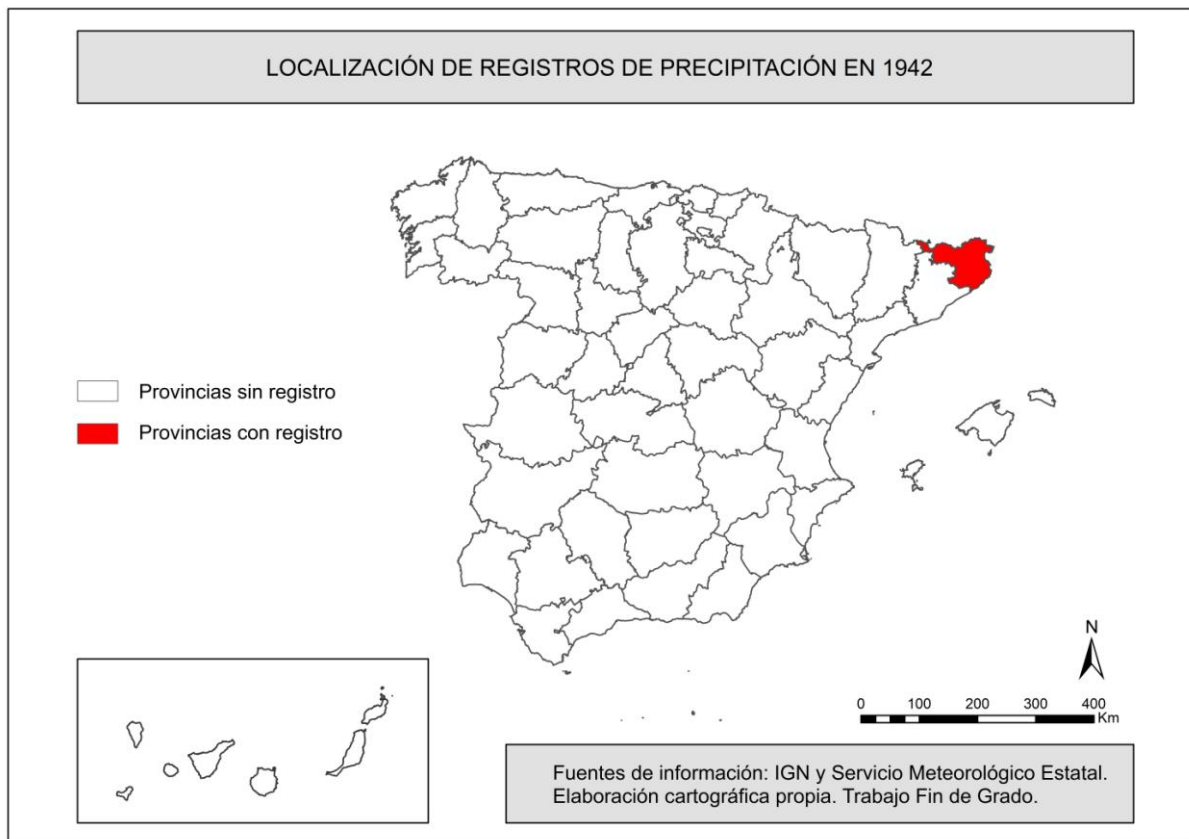 LOCALIZACIÓN DE REGISTROS DE PRECIPITACIÓN EN 1942
Provincias sin registro
Provincias con registro
N
0 100 200 300 400
Km
Fuentes de información: IGN y Servicio Meteorológico Estatal.
Elaboración cartográfica propia. Trabajo Fin de Grado.